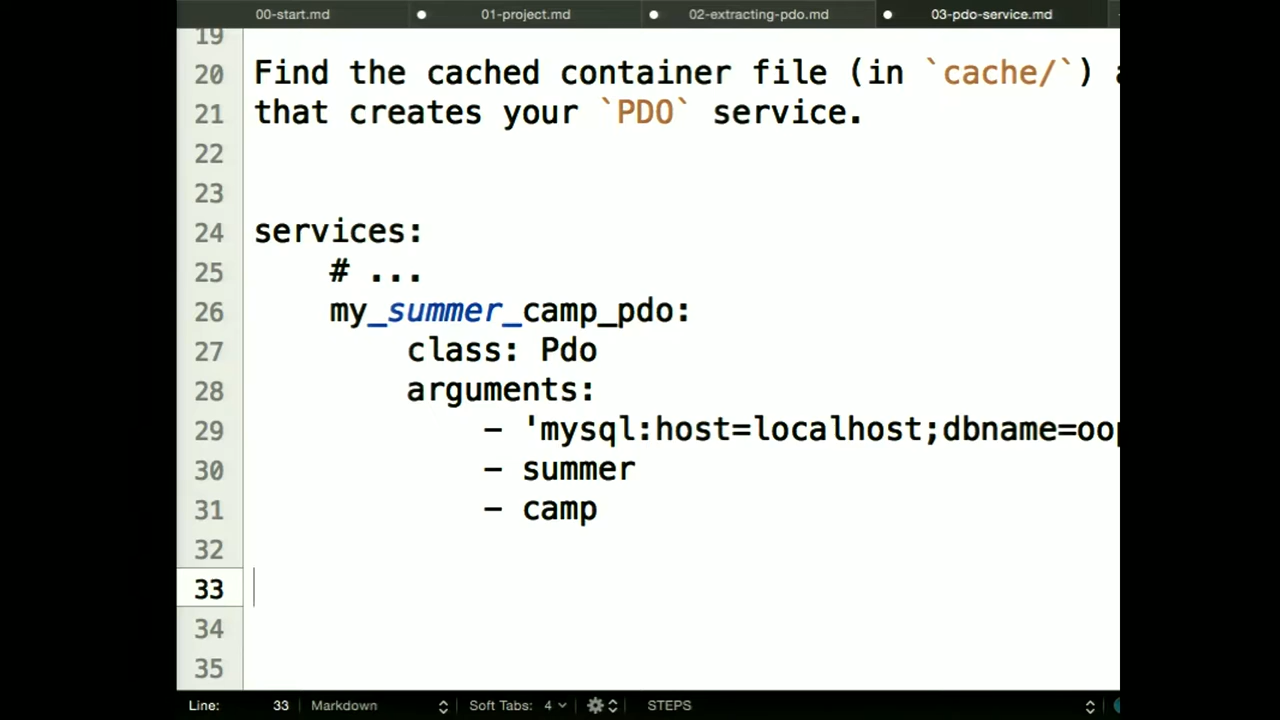 00-start.md
01-project.md
02-extracting-pdo.md
03-pdo-service.md
19
20 Find the cached container file (in `cache/`)
21 that creates your `PDO` service.
22
23
24 services:
25 # ...
26 my_summer_camp_pdo:
27 class: Pdo
28 arguments:
29 - 'mysql:host=localhost;dbname=oop
30 - summer
31 - camp
32
33
34
35
Line: 33 Markdown Soft Tabs: 4 STEPS